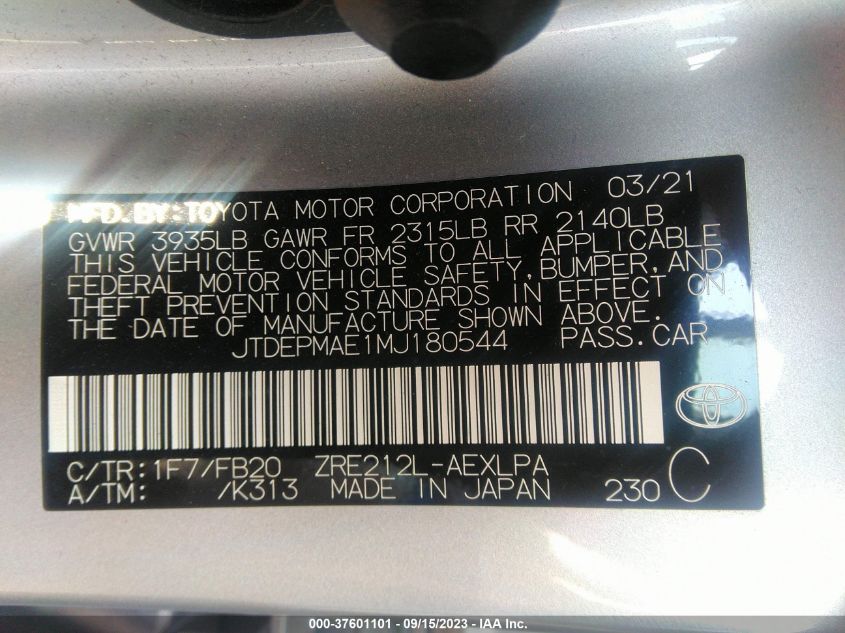 MFD. BY: TOYOTA MOTOR CORPORATION 03/21
GVWR 3935LB GAWR FR 2315LB RR 2140LB
THIS VEHICLE CONFORMS TO ALL APPLICABLE
FEDERAL MOTOR VEHICLE SAFETY, BUMPER, AND
THEFT PREVENTION STANDARDS IN EFFECT ON
THE DATE OF MANUFACTURE SHOWN ABOVE.
JTDEPMAE1MJ180544 PASS.CAR
C/TR: 1F7/FB20 ZRE212L-AEXLPA
A/TM: /K313 MADE IN JAPAN 230 C
000-37601101 - 09/15/2023 - IAA Inc.